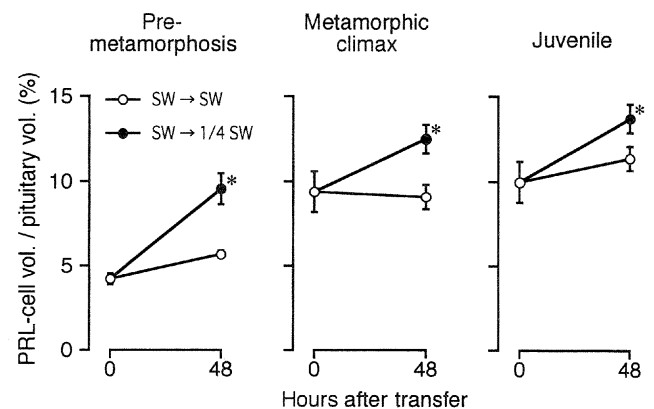 Pre-
metamorphosis
Metamorphic
climax
Juvenile
PRL-cell vol. / pituitary vol. (%)
15
10
5
0
SW → SW
SW → 1/4 SW
*
*
*
0 48
0 48
0 48
Hours after transfer